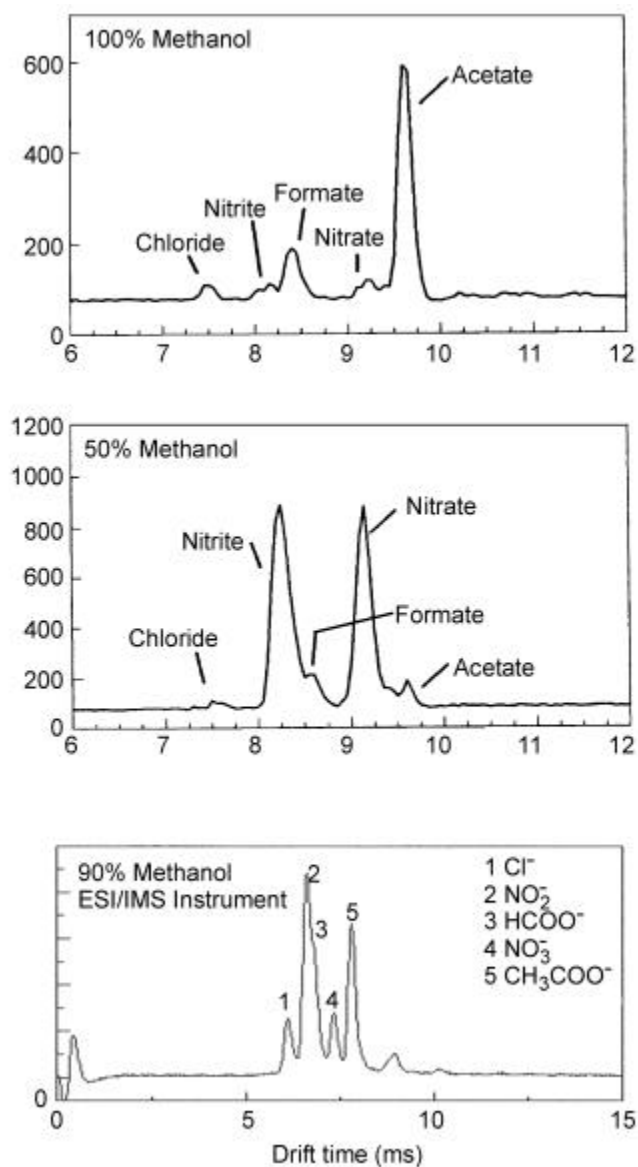 100% Methanol
600
Acetate
400
Formate
Nitrite
200
Chloride
Nitrate
0
6 7 8 9 10 11 12
1200
50% Methanol
1000
800
Nitrite
Nitrate
600
400
Formate
Chloride
200
Acetate
0
6 7 8 9 10 11 12
90% Methanol
ESI/IMS Instrument
2
3
5
1
4
1 Cl⁻
2 NO₂⁻
3 HCOO⁻
4 NO₃⁻
5 CH₃COO⁻
0
0 5 10 15
Drift time (ms)